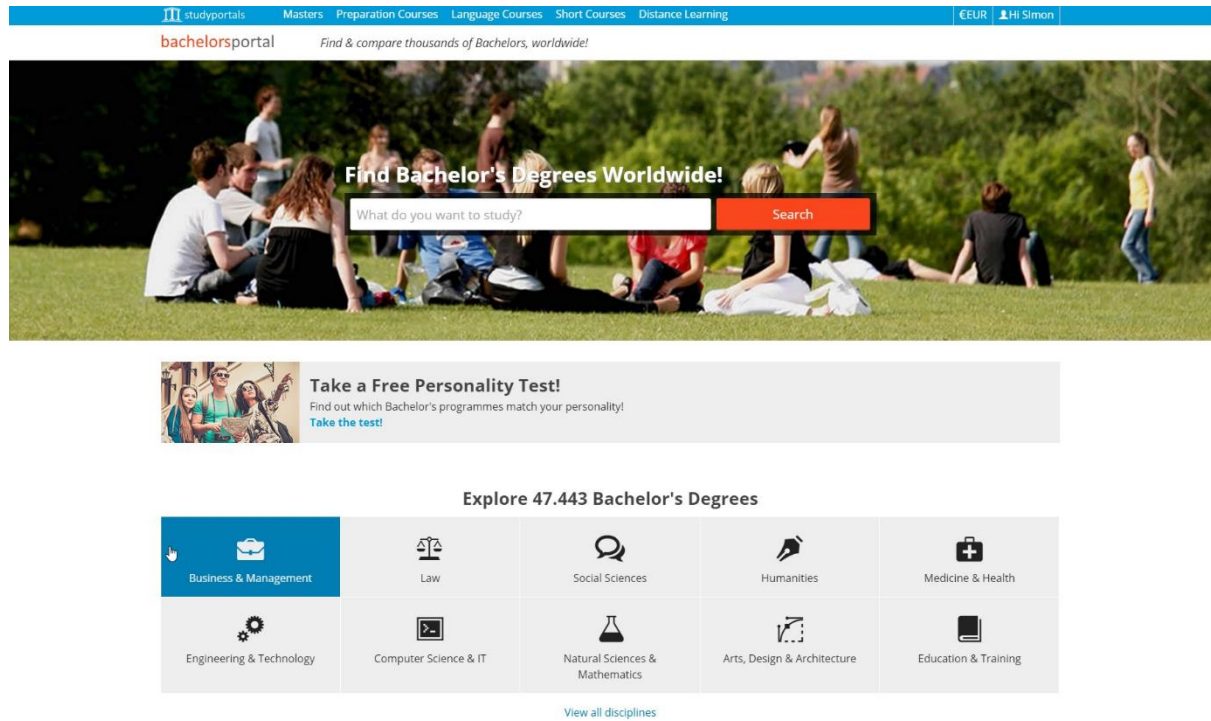 studyportals Masters Preparation Courses Language Courses Short Courses Distance Learning €EUR Hi Simon
bachelorsportal Find & compare thousands of Bachelors, worldwide!
Find Bachelor's Degrees Worldwide!
What do you want to study? Search
Take a Free Personality Test!
Find out which Bachelor's programmes match your personality!
Take the test!
Explore 47.443 Bachelor's Degrees
Business & Management Law Social Sciences Humanities Medicine & Health
Engineering & Technology Computer Science & IT Natural Sciences & Arts, Design & Architecture Education & Training
Mathematics
View all disciplines